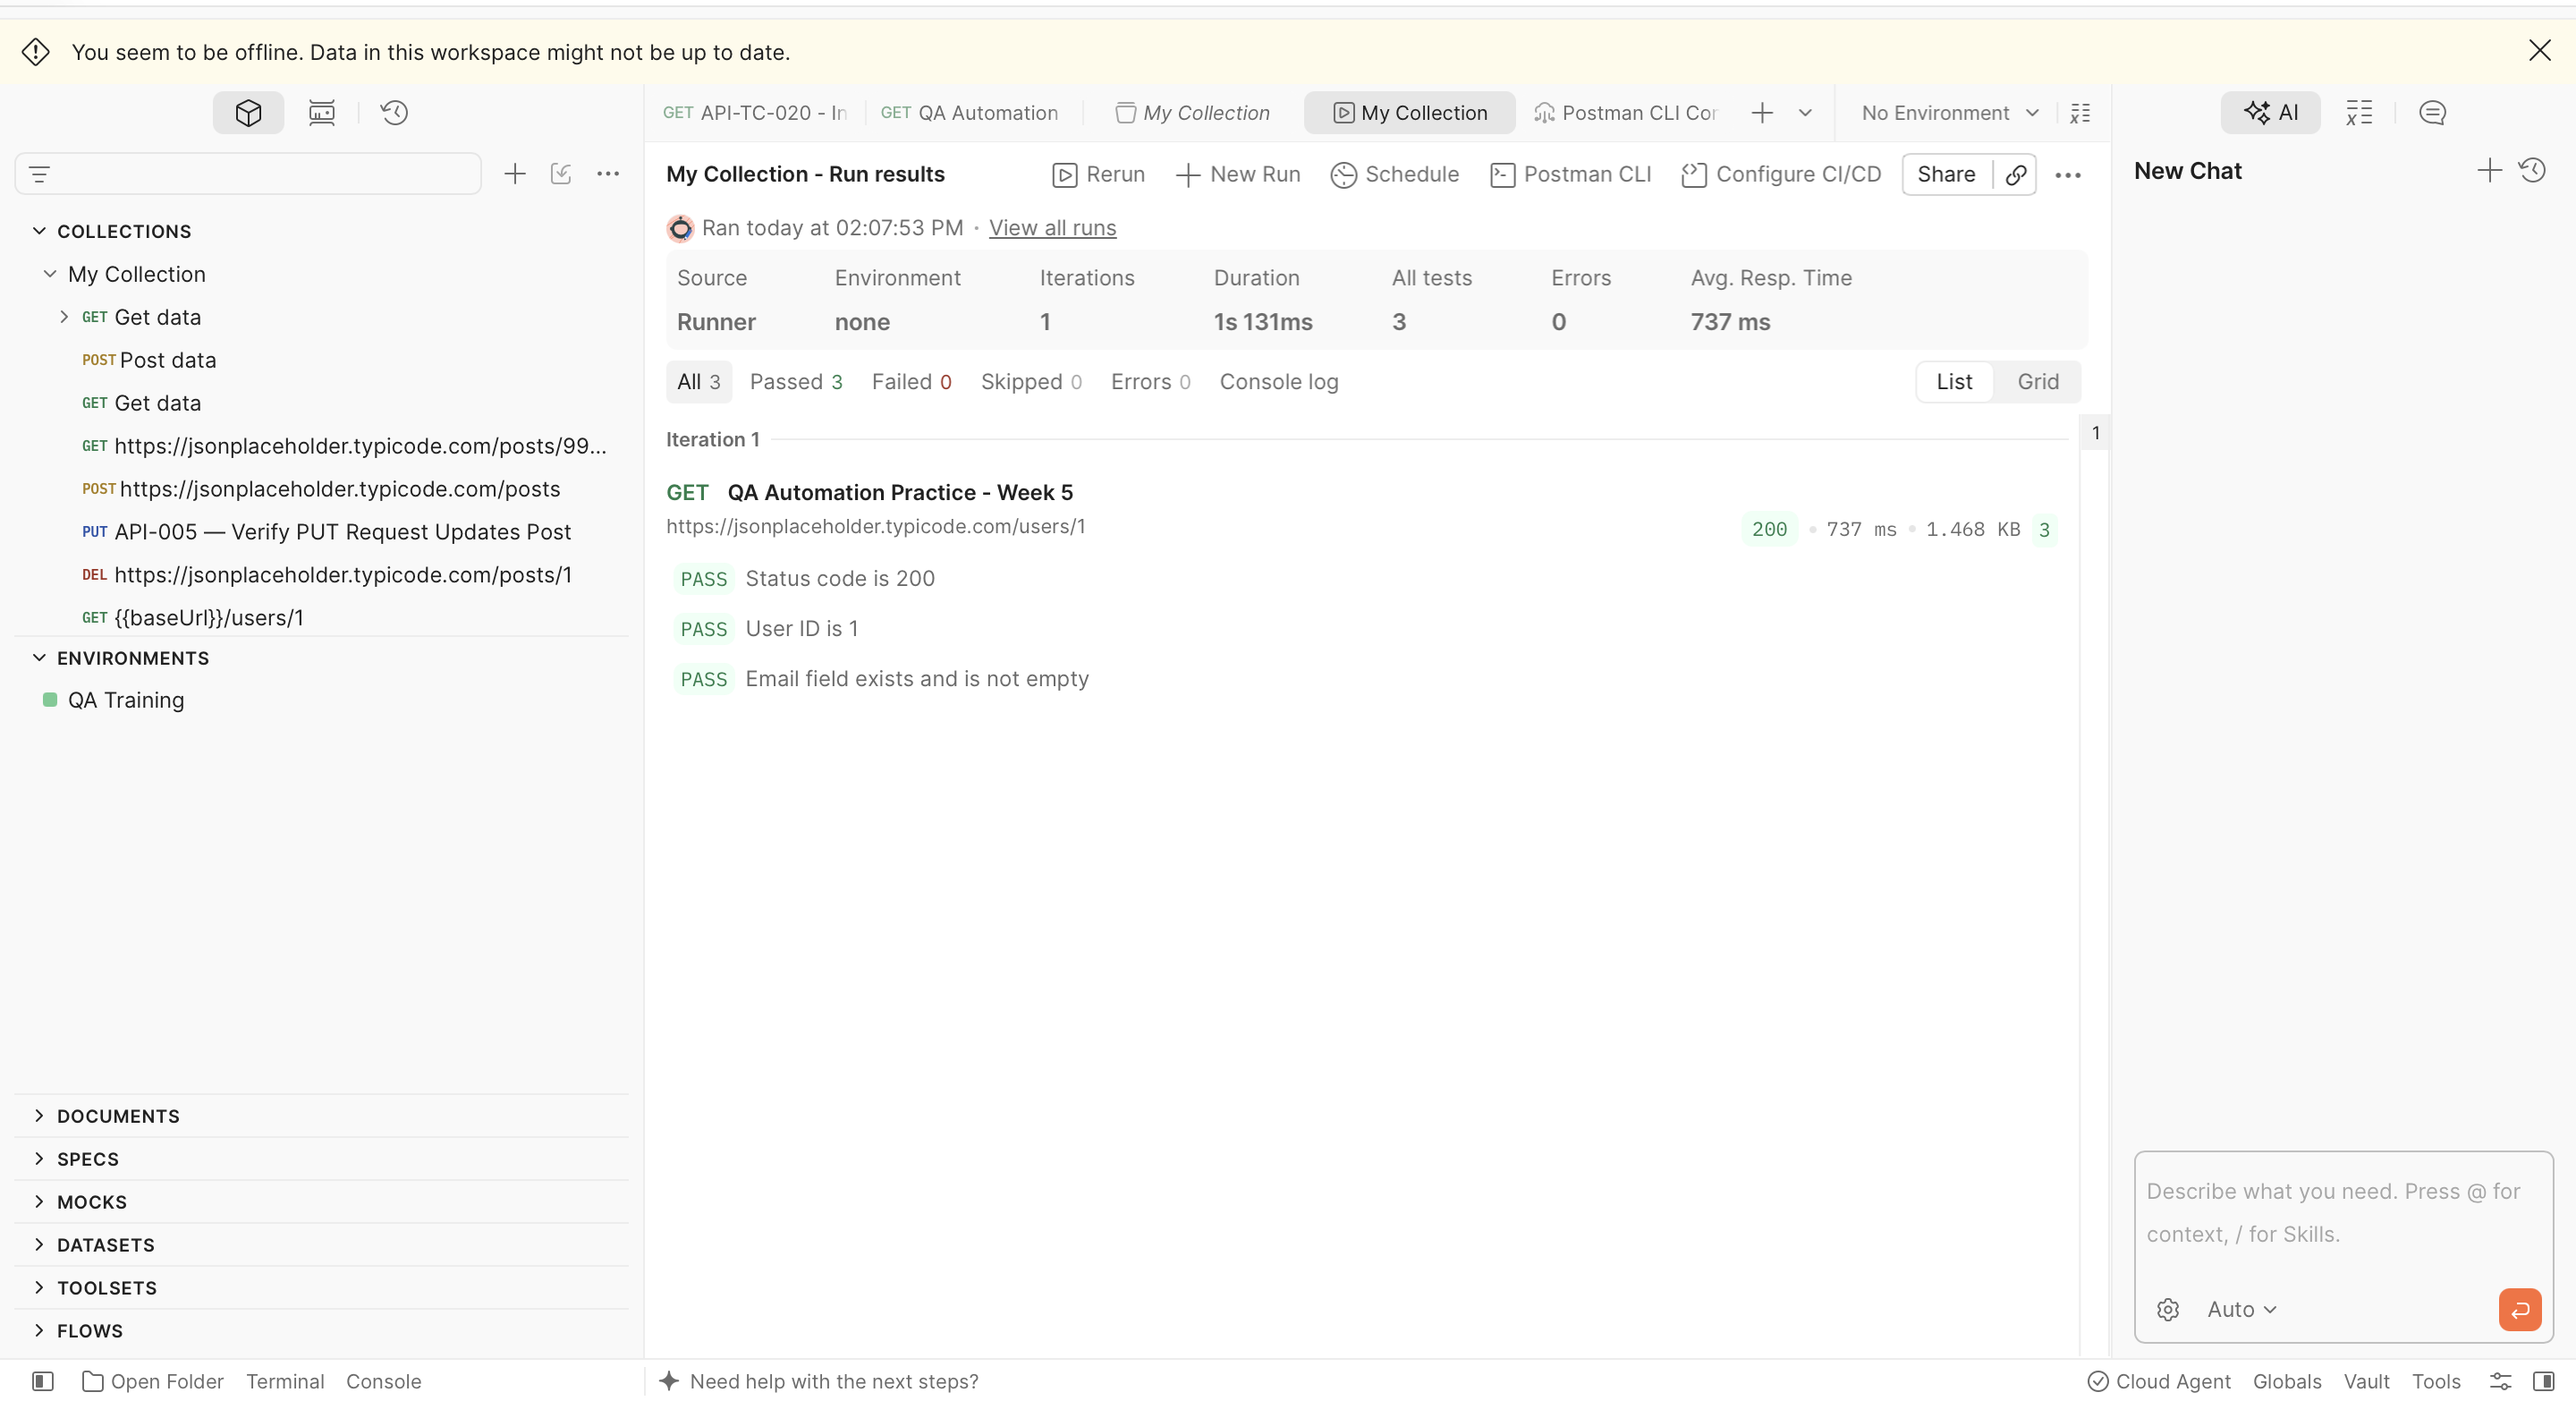 You seem to be offline. Data in this workspace might not be up to date.
GET API-TC-020 - In
GET QA Automation
My Collection
My Collection
Postman CLI Cor
No Environment
AI
My Collection - Run results
Rerun
New Run
Schedule
Postman CLI
Configure CI/CD
Share
New Chat
Ran today at 02:07:53 PM · View all runs
COLLECTIONS
My Collection
GET Get data
POST Post data
GET Get data
GET https://jsonplaceholder.typicode.com/posts/99...
POST https://jsonplaceholder.typicode.com/posts
PUT API-005 — Verify PUT Request Updates Post
DEL https://jsonplaceholder.typicode.com/posts/1
GET {{baseUrl}}/users/1
ENVIRONMENTS
QA Training
DOCUMENTS
SPECS
MOCKS
DATASETS
TOOLSETS
FLOWS
Source Environment Iterations Duration All tests Errors Avg. Resp. Time
Runner none 1 1s 131ms 3 0 737 ms
All 3 Passed 3 Failed 0 Skipped 0 Errors 0 Console log
List Grid
Iteration 1
1
GET QA Automation Practice - Week 5
https://jsonplaceholder.typicode.com/users/1
200 • 737 ms • 1.468 KB 3
PASS Status code is 200
PASS User ID is 1
PASS Email field exists and is not empty
Describe what you need. Press @ for
context, / for Skills.
Auto
Open Folder Terminal Console
Need help with the next steps?
Cloud Agent Globals Vault Tools